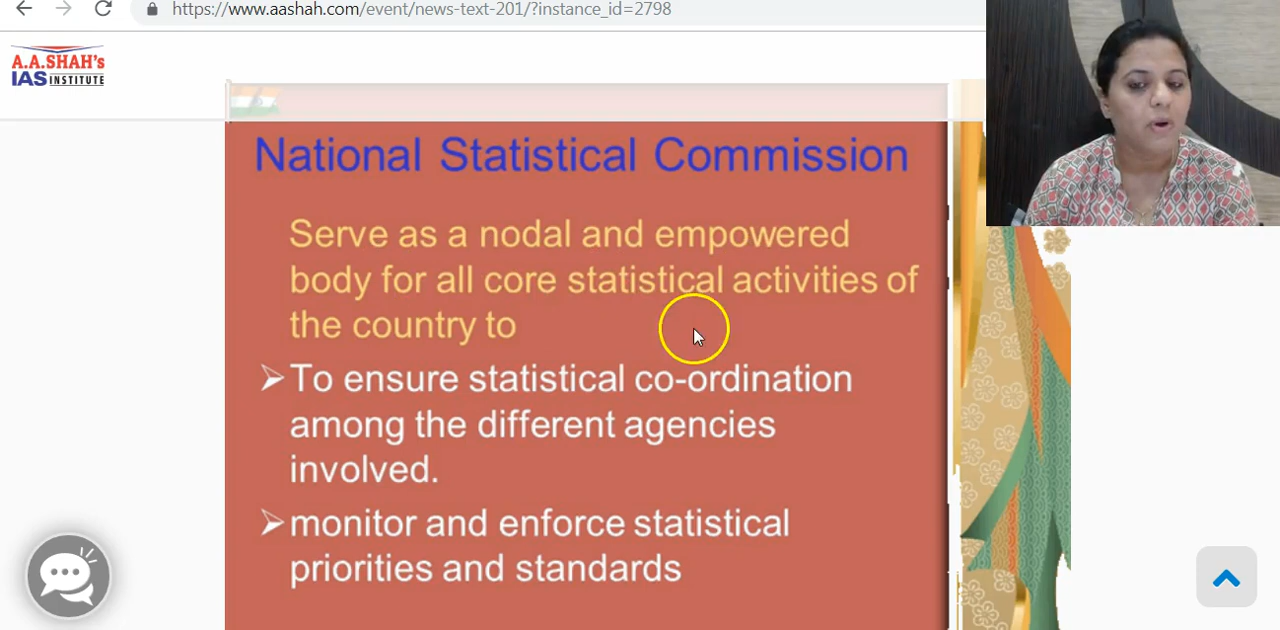 https://www.aashah.com/event/news-text-201/?instance_id=2798
A.A.SHAH's
IAS INSTITUTE
National Statistical Commission
Serve as a nodal and empowered
body for all core statistical activities of
the country to
➢To ensure statistical co-ordination
among the different agencies
involved.
➢monitor and enforce statistical
priorities and standards